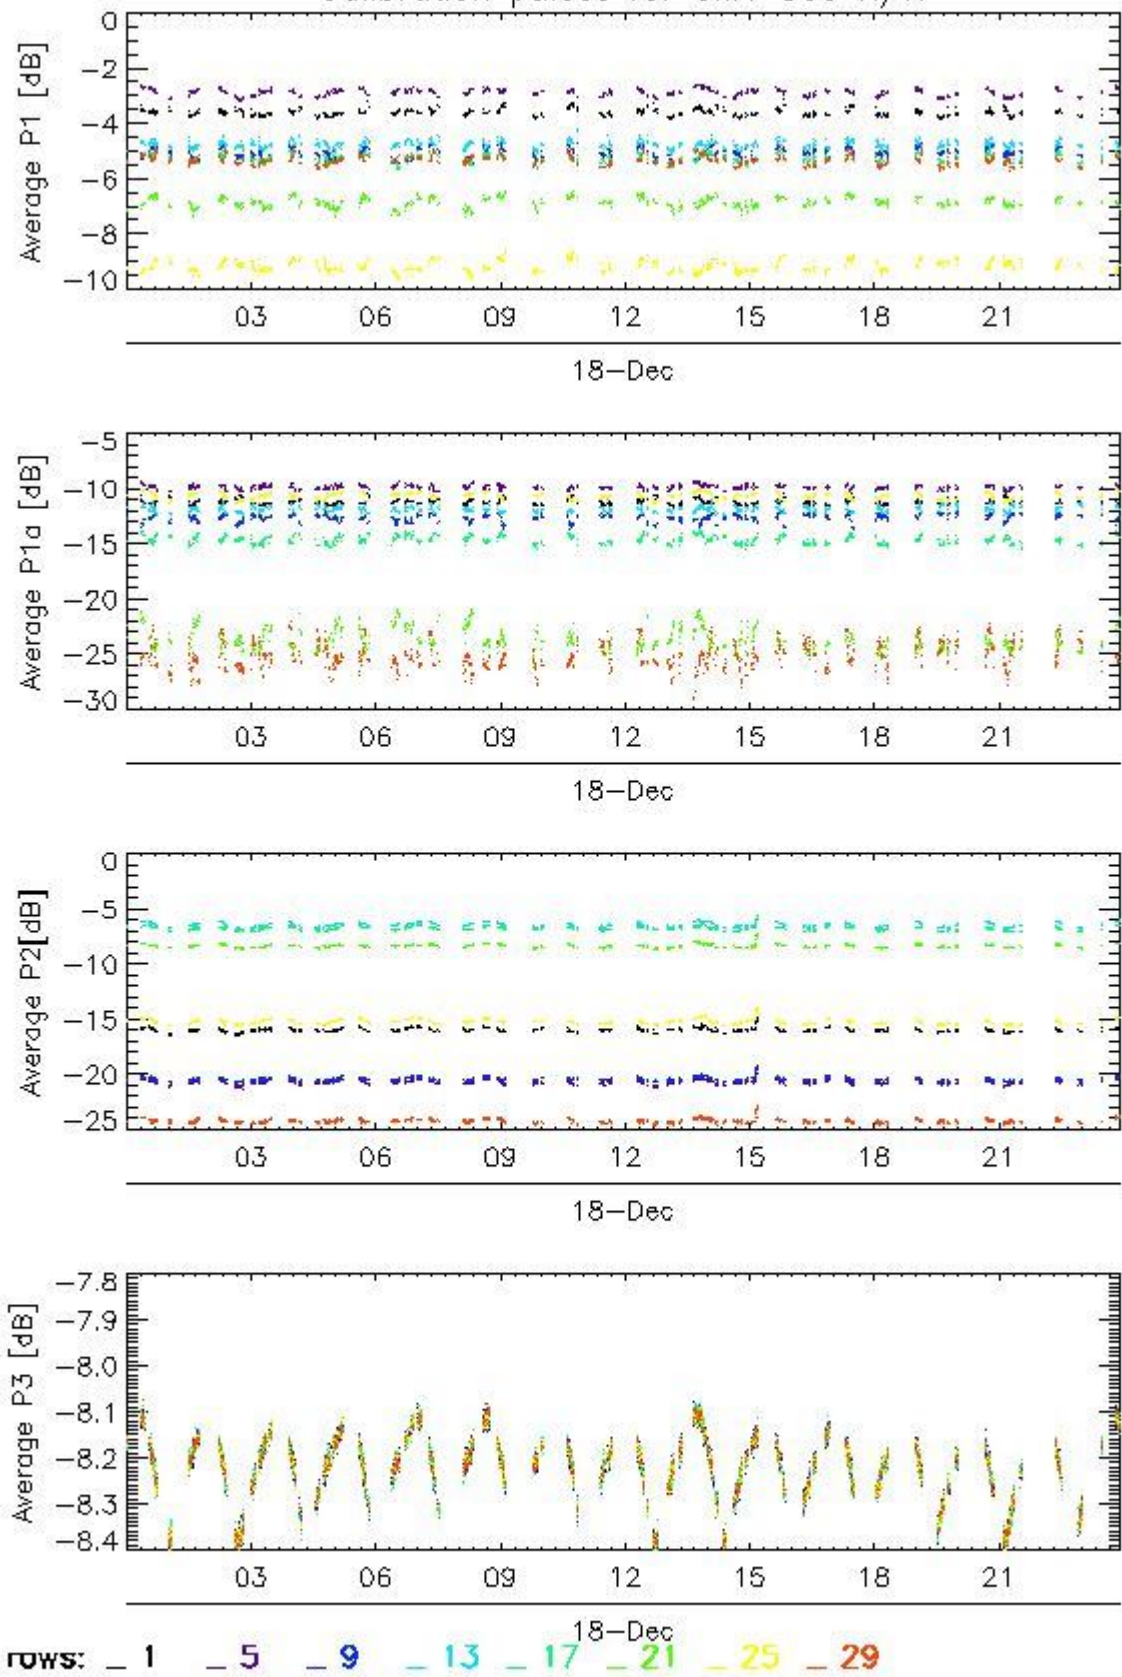 0
−2
−4
−6
−8
−10
Average P1 [dB]
03 06 09 12 15 18 21
18−Dec
−5
−10
−15
−20
−25
−30
Average P1a [dB]
03 06 09 12 15 18 21
18−Dec
0
−5
−10
−15
−20
−25
Average P2[dB]
03 06 09 12 15 18 21
18−Dec
−7.8
−7.9
−8.0
−8.1
−8.2
−8.3
−8.4
Average P3 [dB]
03 06 09 12 15 18 21
18−Dec
rows: _ 1 _ 5 _ 9 _ 13 _ 17 _ 21 _ 25 _ 29